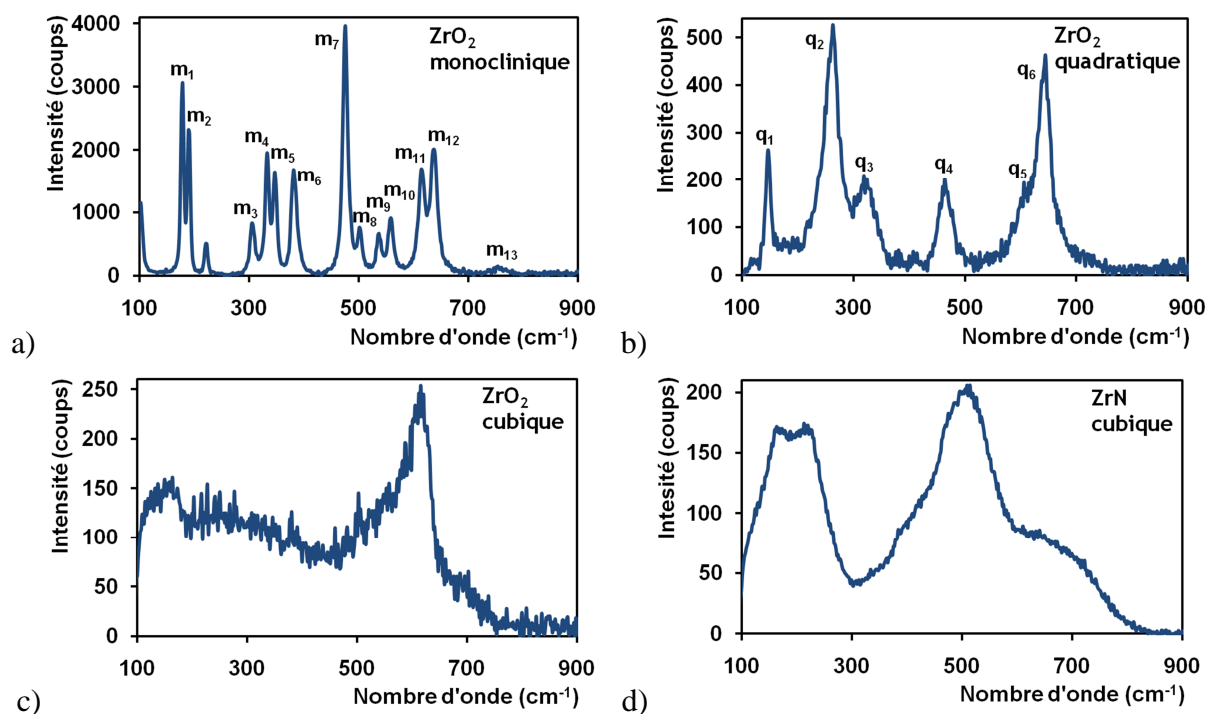 ZrO2
monoclinique
Intensité (coups)
4000
3000
2000
1000
0
m1
m2
m3
m4
m5
m6
m7
m8
m9
m10
m11
m12
m13
100
300
500
700
900
Nombre d'onde (cm-1)
a)
ZrO2
quadratique
Intensité (coups)
500
400
300
200
100
0
q1
q2
q3
q4
q5
q6
100
300
500
700
900
Nombre d'onde (cm-1)
b)
ZrO2
cubique
Intensité (coups)
250
200
150
100
50
0
100
300
500
700
900
Nombre d'onde (cm-1)
c)
ZrN
cubique
Intesité (coups)
200
150
100
50
0
100
300
500
700
900
Nombre d'onde (cm-1)
d)